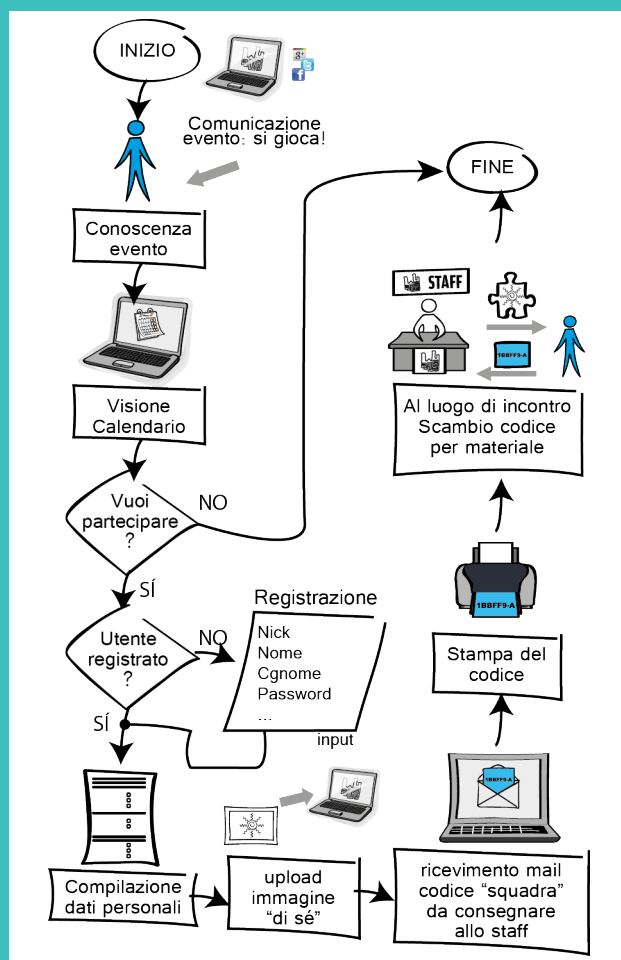 INIZIO
g+
Comunicazione
evento: si gioca!
FINE
Conoscenza
evento
STAFF
1BBFF9-A
Visione
Calendario
Al luogo di incontro
Scambio codice
per materiale
Vuoi
partecipare
?
NO
SÍ
1BBFF9-A
Registrazione
Utente
registrato
?
NO
Nick
Nome
Cgnome
Password
...
input
SÍ
Stampa del
codice
1BBFF9-A
Compilazione
dati personali
upload
immagine
“di sé”
ricevimento mail
codice “squadra”
da consegnare
allo staff